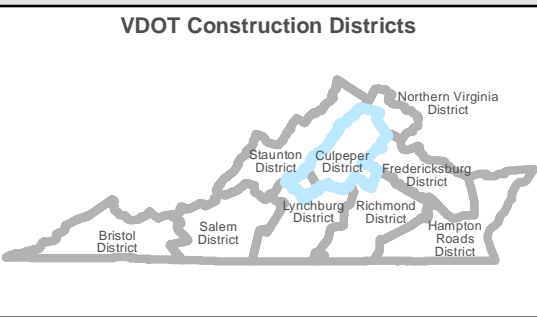 VDOT Construction Districts
Northern Virginia
District
Staunton
District
Culpeper
District
Fredericksburg
District
Lynchburg
District
Richmond
District
Salem
District
Bristol
District
Hampton
Roads
District